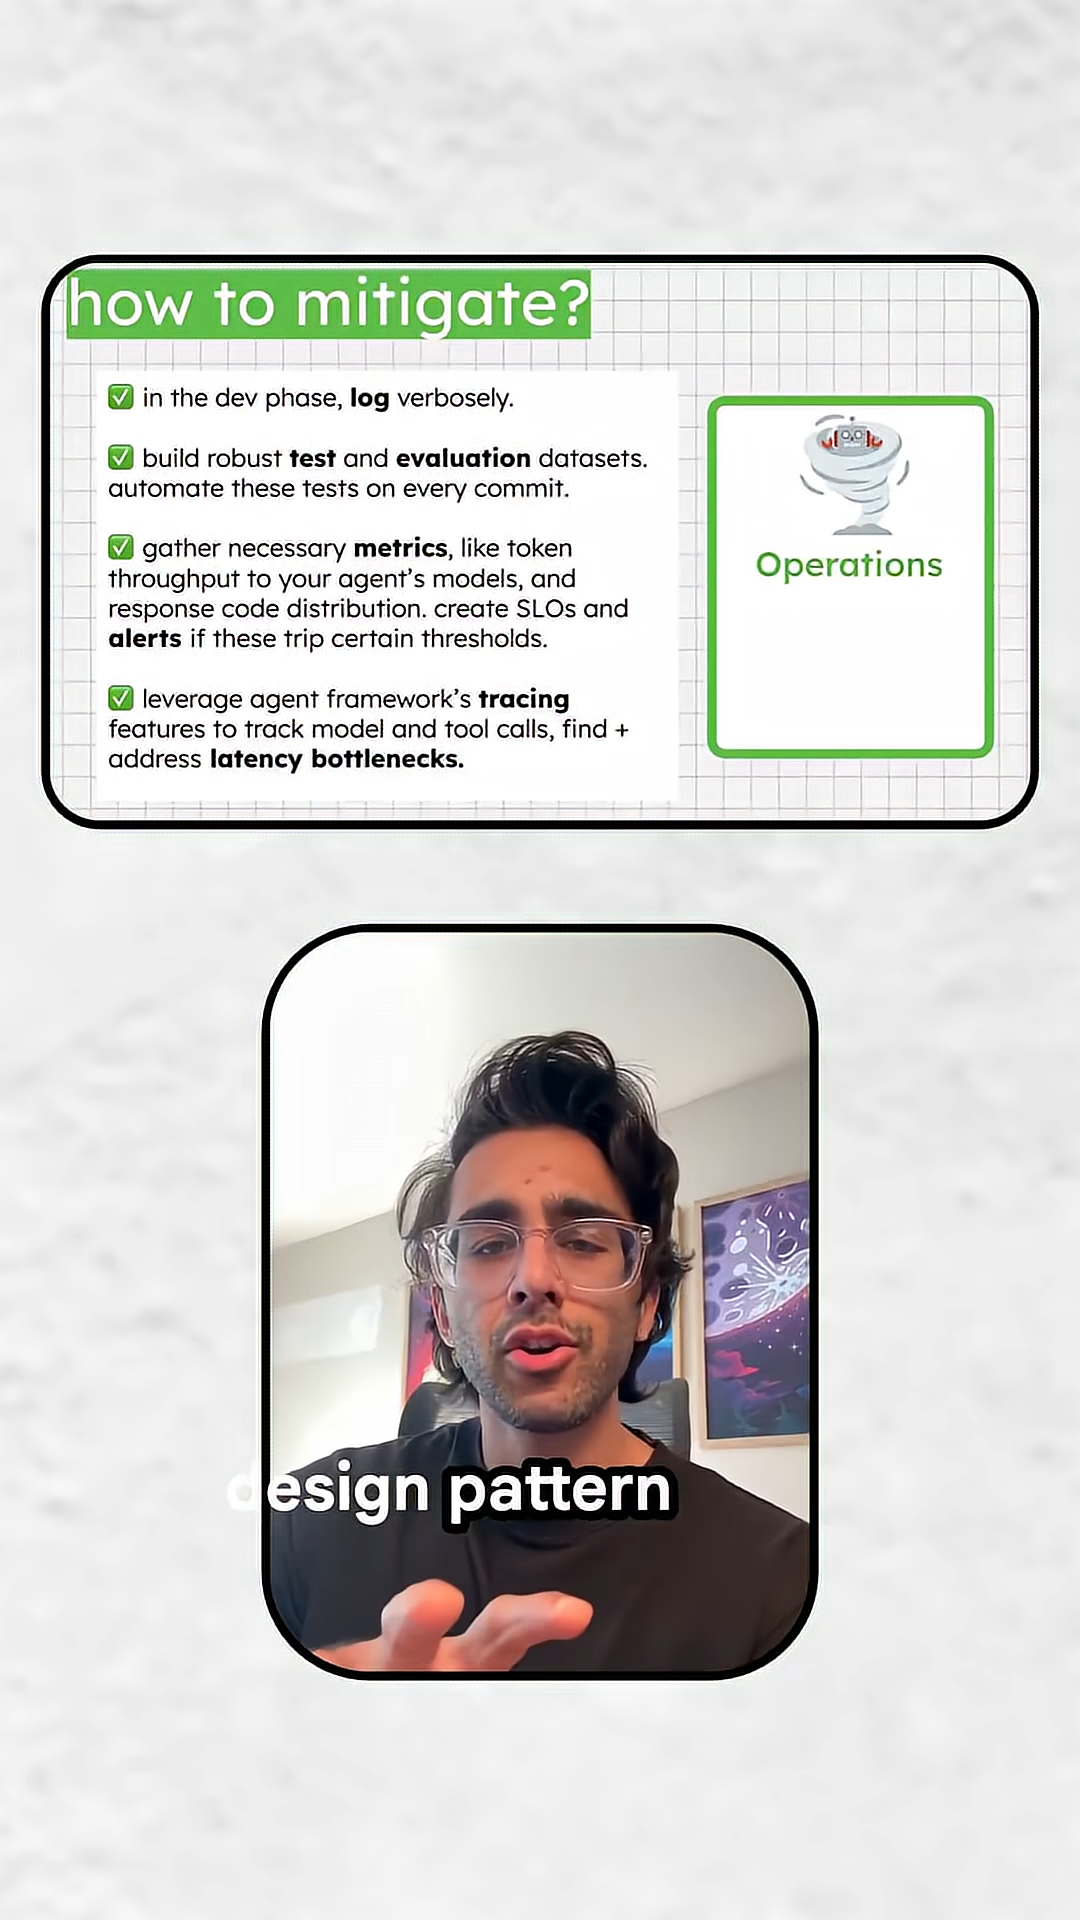 how to mitigate?
✅ in the dev phase, log verbosely.
✅ build robust test and evaluation datasets.
automate these tests on every commit.
✅ gather necessary metrics, like token
throughput to your agent's models, and
response code distribution. create SLOs and
alerts if these trip certain thresholds.
✅ leverage agent framework's tracing
features to track model and tool calls, find +
address latency bottlenecks.
Operations
design pattern